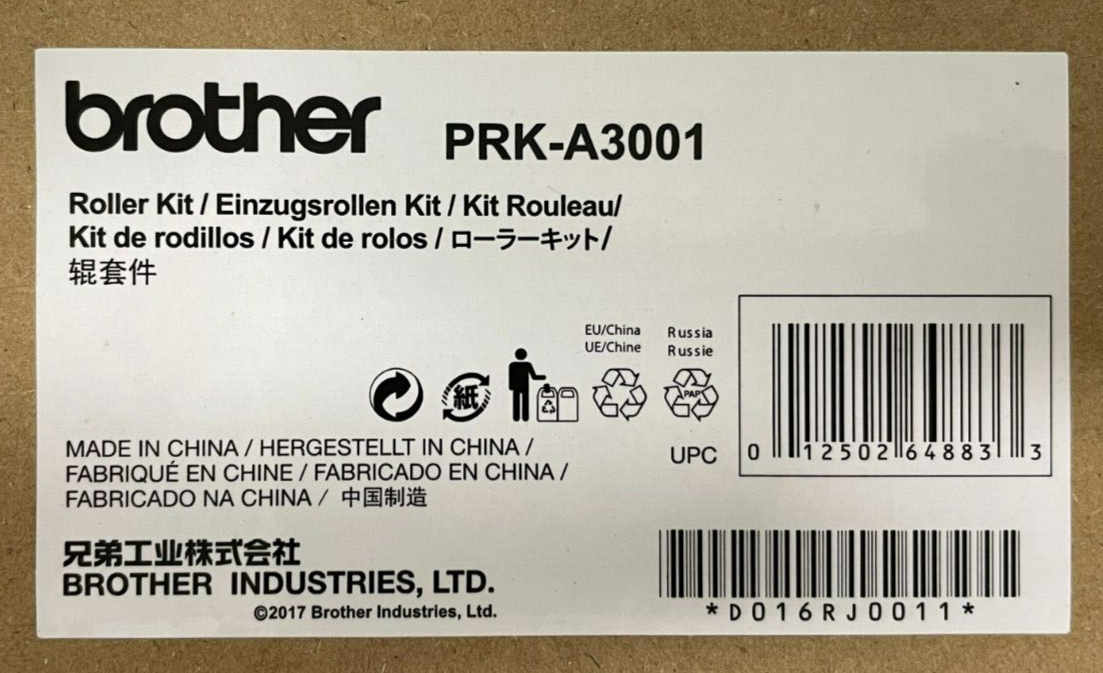 brother
PRK-A3001
Roller Kit / Einzugsrollen Kit / Kit Rouleau/
Kit de rodillos / Kit de rolos / ローラーキット/
辊套件
EU/China
UE/Chine
Russia
Russie
紙
PAP
MADE IN CHINA / HERGESTELLT IN CHINA /
FABRIQUÉ EN CHINE / FABRICADO EN CHINA /
FABRICADO NA CHINA / 中国制造
UPC
0 12502 64883 3
兄弟工业株式会社
BROTHER INDUSTRIES, LTD.
©2017 Brother Industries, Ltd.
*D016RJ0011*